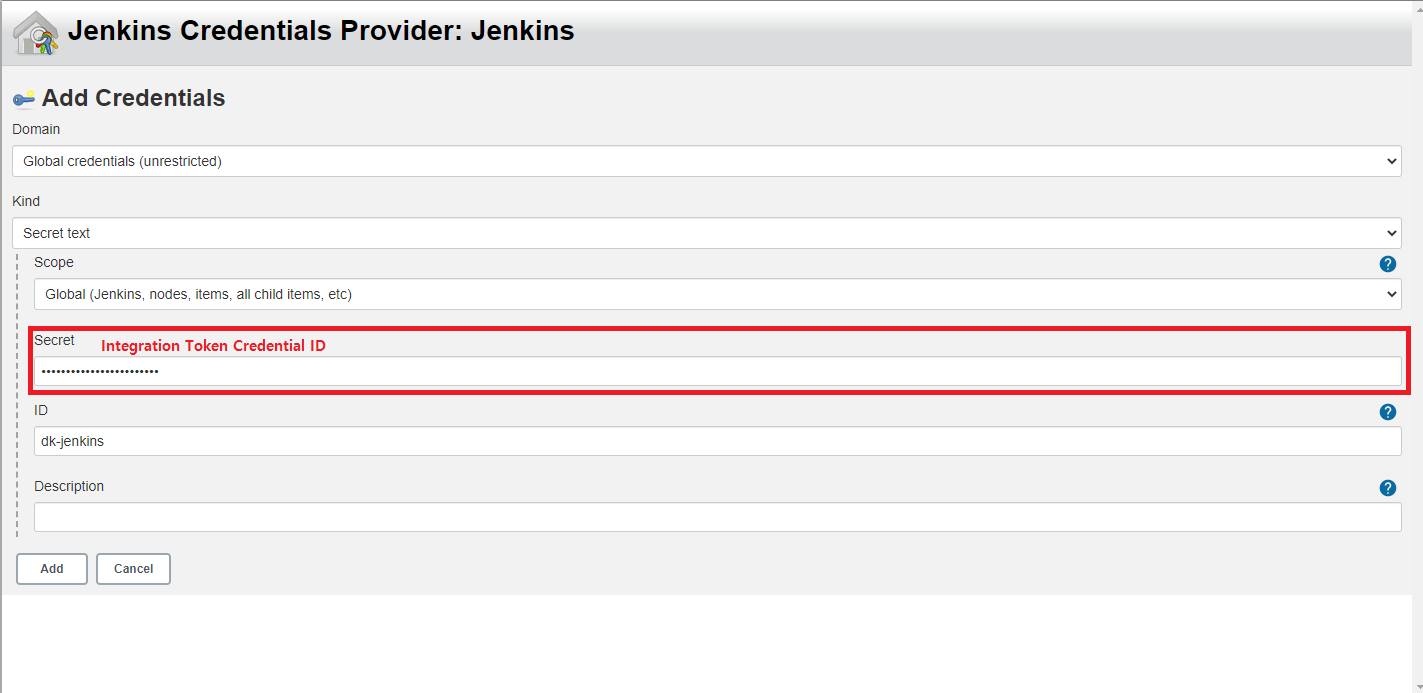 Jenkins Credentials Provider: Jenkins
Add Credentials
Domain
Global credentials (unrestricted)
Kind
Secret text
Scope
?
Global (Jenkins, nodes, items, all child items, etc)
Secret Integration Token Credential ID
••••••••••••••••••••••••
ID
?
dk-jenkins
Description
?
Add Cancel